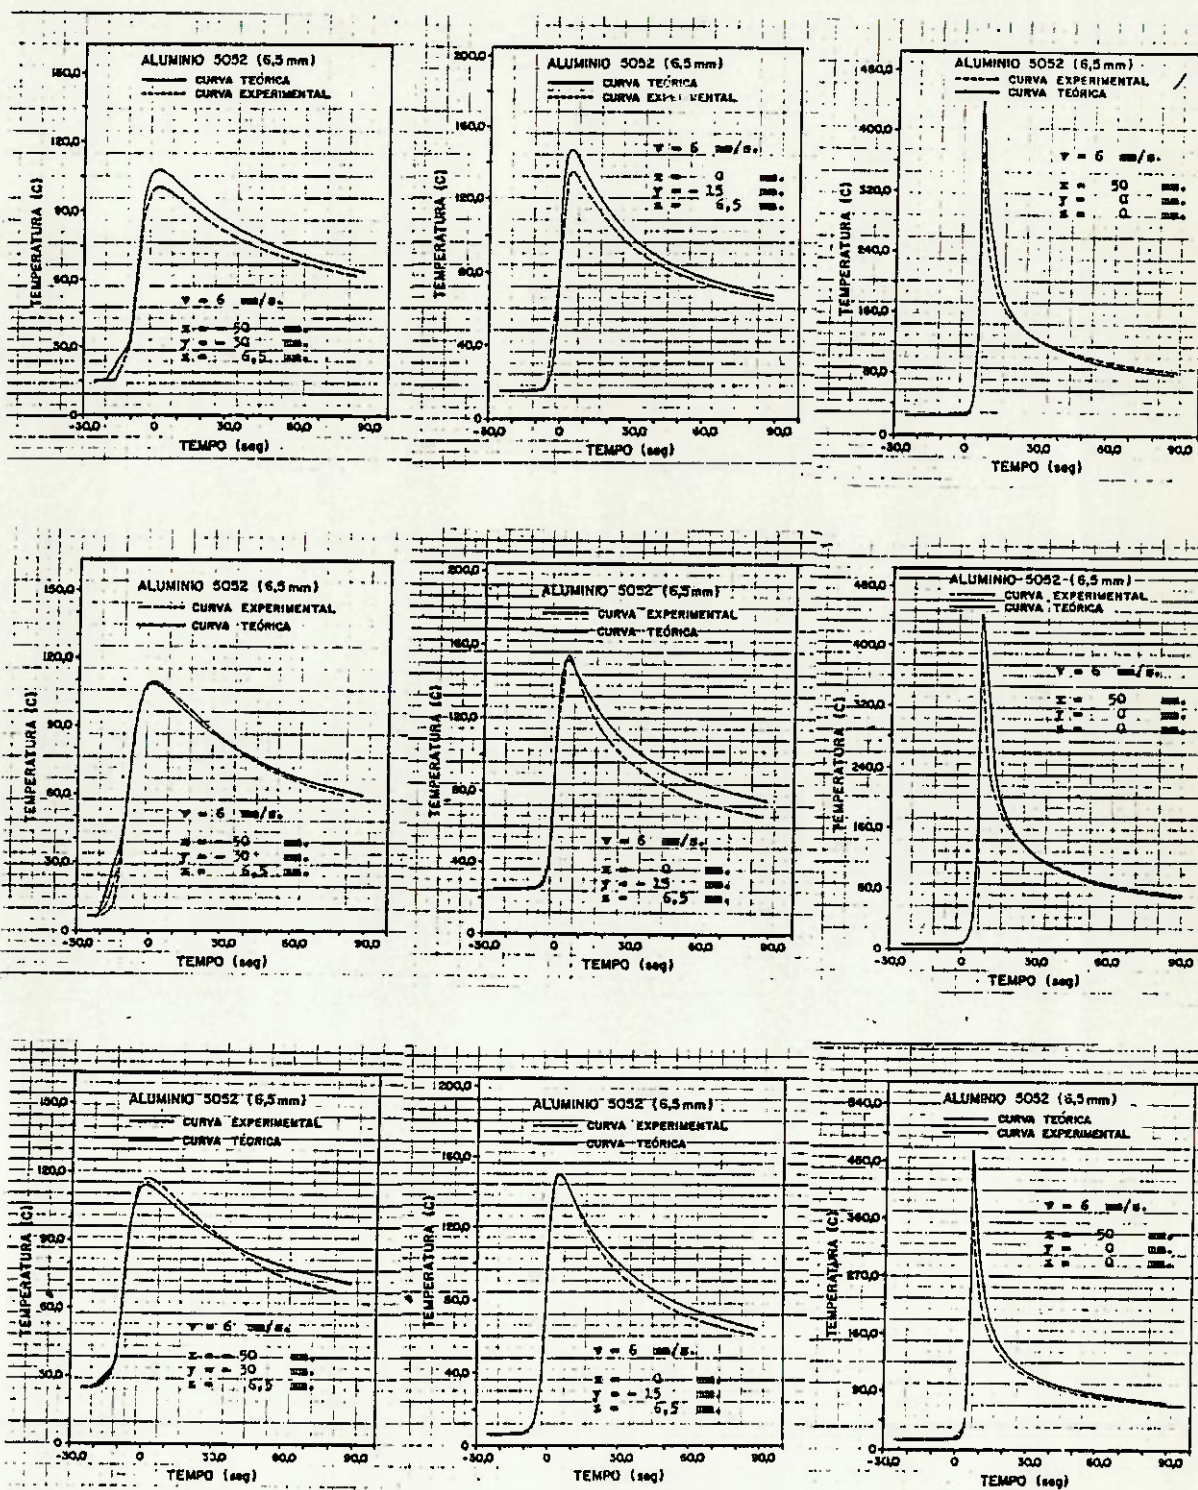 ALUMINIO 5052 (6,5 mm)
CURVA TEÓRICA
CURVA EXPERIMENTAL
TEMPERATURA (C)
150,0
120,0
90,0
60,0
30,0
0
v = 6 mm/s.
x = - 50 mm.
y = - 30 mm.
z = 6,5 mm.
-30,0 0 30,0 60,0 90,0
TEMPO (seg)
ALUMINIO 5052 (6,5 mm)
CURVA TEÓRICA
TEMPERATURA (C)
200,0
160,0
120,0
80,0
40,0
0
v = 6 mm/s.
x = 0 mm.
y = - 15 mm.
z = 6,5 mm.
0 30,0 60,0 90,0
TEMPO (seg)
ALUMINIO 5052 (6,5 mm)
CURVA EXPERIMENTAL
CURVA TEÓRICA
TEMPERATURA (C)
480,0
400,0
320,0
240,0
160,0
80,0
0
v = 6 mm/s.
x = 50 mm.
y = 0 mm.
z = 0 mm.
-30,0 0 30,0 60,0 90,0
TEMPO (seg)
ALUMINIO 5052 (6,5 mm)
CURVA EXPERIMENTAL
CURVA TEÓRICA
TEMPERATURA (C)
150,0
120,0
90,0
60,0
30,0
0
v = 6 mm/s.
x = - 50 mm.
y = - 30 mm.
z = 6,5 mm.
-30,0 0 30,0 60,0 90,0
TEMPO (seg)
ALUMINIO 5052 (6,5 mm)
CURVA EXPERIMENTAL
CURVA TEÓRICA
TEMPERATURA (C)
200,0
160,0
120,0
80,0
40,0
0
v = 6 mm/s.
x = 0 mm.
y = - 15 mm.
z = 6,5 mm.
-30,0 0 30,0 60,0 90,0
TEMPO (seg)
ALUMINIO 5052 (6,5 mm)
CURVA EXPERIMENTAL
CURVA TEÓRICA
TEMPERATURA (C)
480,0
400,0
320,0
240,0
160,0
80,0
0
v = 6 mm/s.
x = 50 mm.
y = 0 mm.
z = 0 mm.
-30,0 0 30,0 60,0 90,0
TEMPO (seg)
ALUMINIO 5052 (6,5 mm)
CURVA EXPERIMENTAL
CURVA TEÓRICA
TEMPERATURA (C)
150,0
120,0
90,0
60,0
30,0
0
v = 6 mm/s.
x = - 50 mm.
y = - 30 mm.
z = 6,5 mm.
-30,0 0 30,0 60,0 90,0
TEMPO (seg)
ALUMINIO 5052 (6,5 mm)
CURVA EXPERIMENTAL
CURVA TEÓRICA
TEMPERATURA (C)
200,0
160,0
120,0
80,0
40,0
0
v = 6 mm/s.
x = 0 mm.
y = - 15 mm.
z = 6,5 mm.
-30,0 0 30,0 60,0 90,0
TEMPO (seg)
ALUMINIO 5052 (6,5 mm)
CURVA TEÓRICA
CURVA EXPERIMENTAL
TEMPERATURA (C)
540,0
450,0
360,0
270,0
180,0
90,0
0
v = 6 mm/s.
x = 50 mm.
y = 0 mm.
z = 0 mm.
-30,0 0 30,0 60,0 90,0
TEMPO (seg)